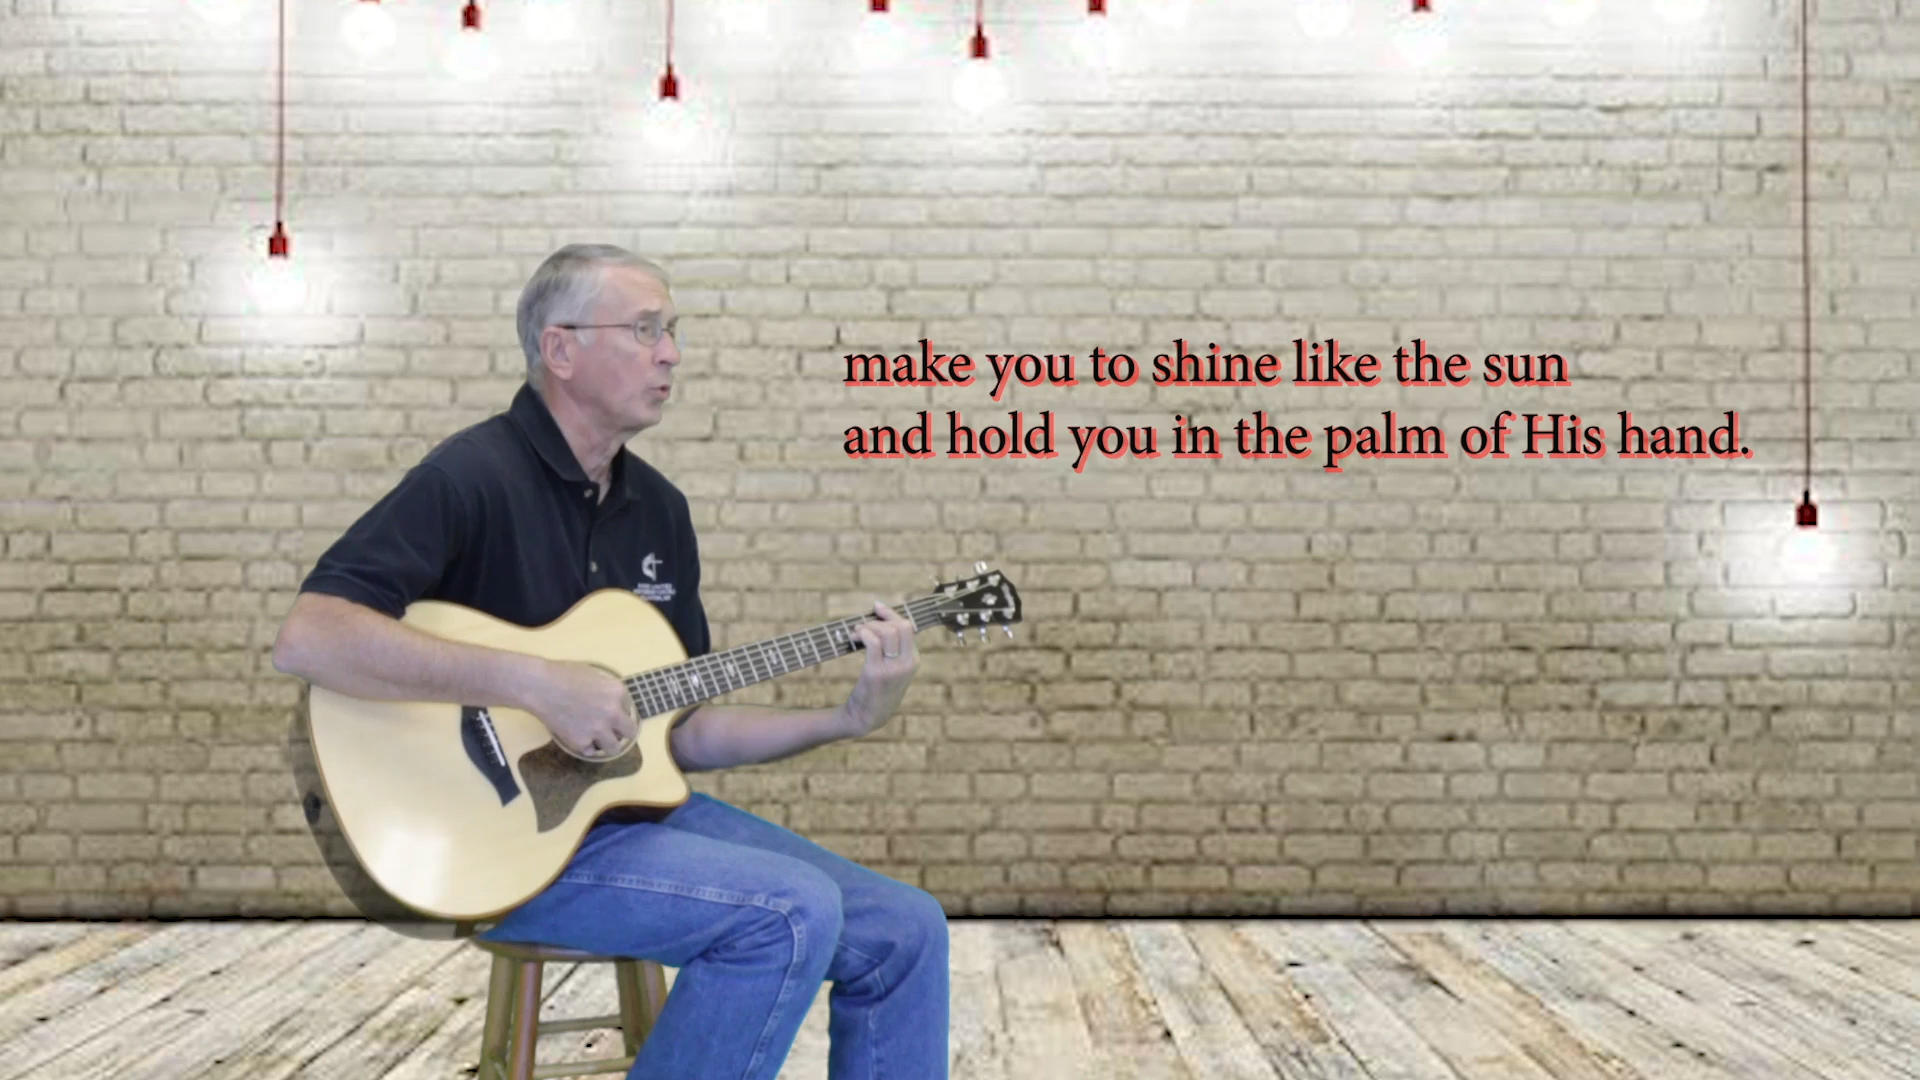 make you to shine like the sun
and hold you in the palm of His hand.